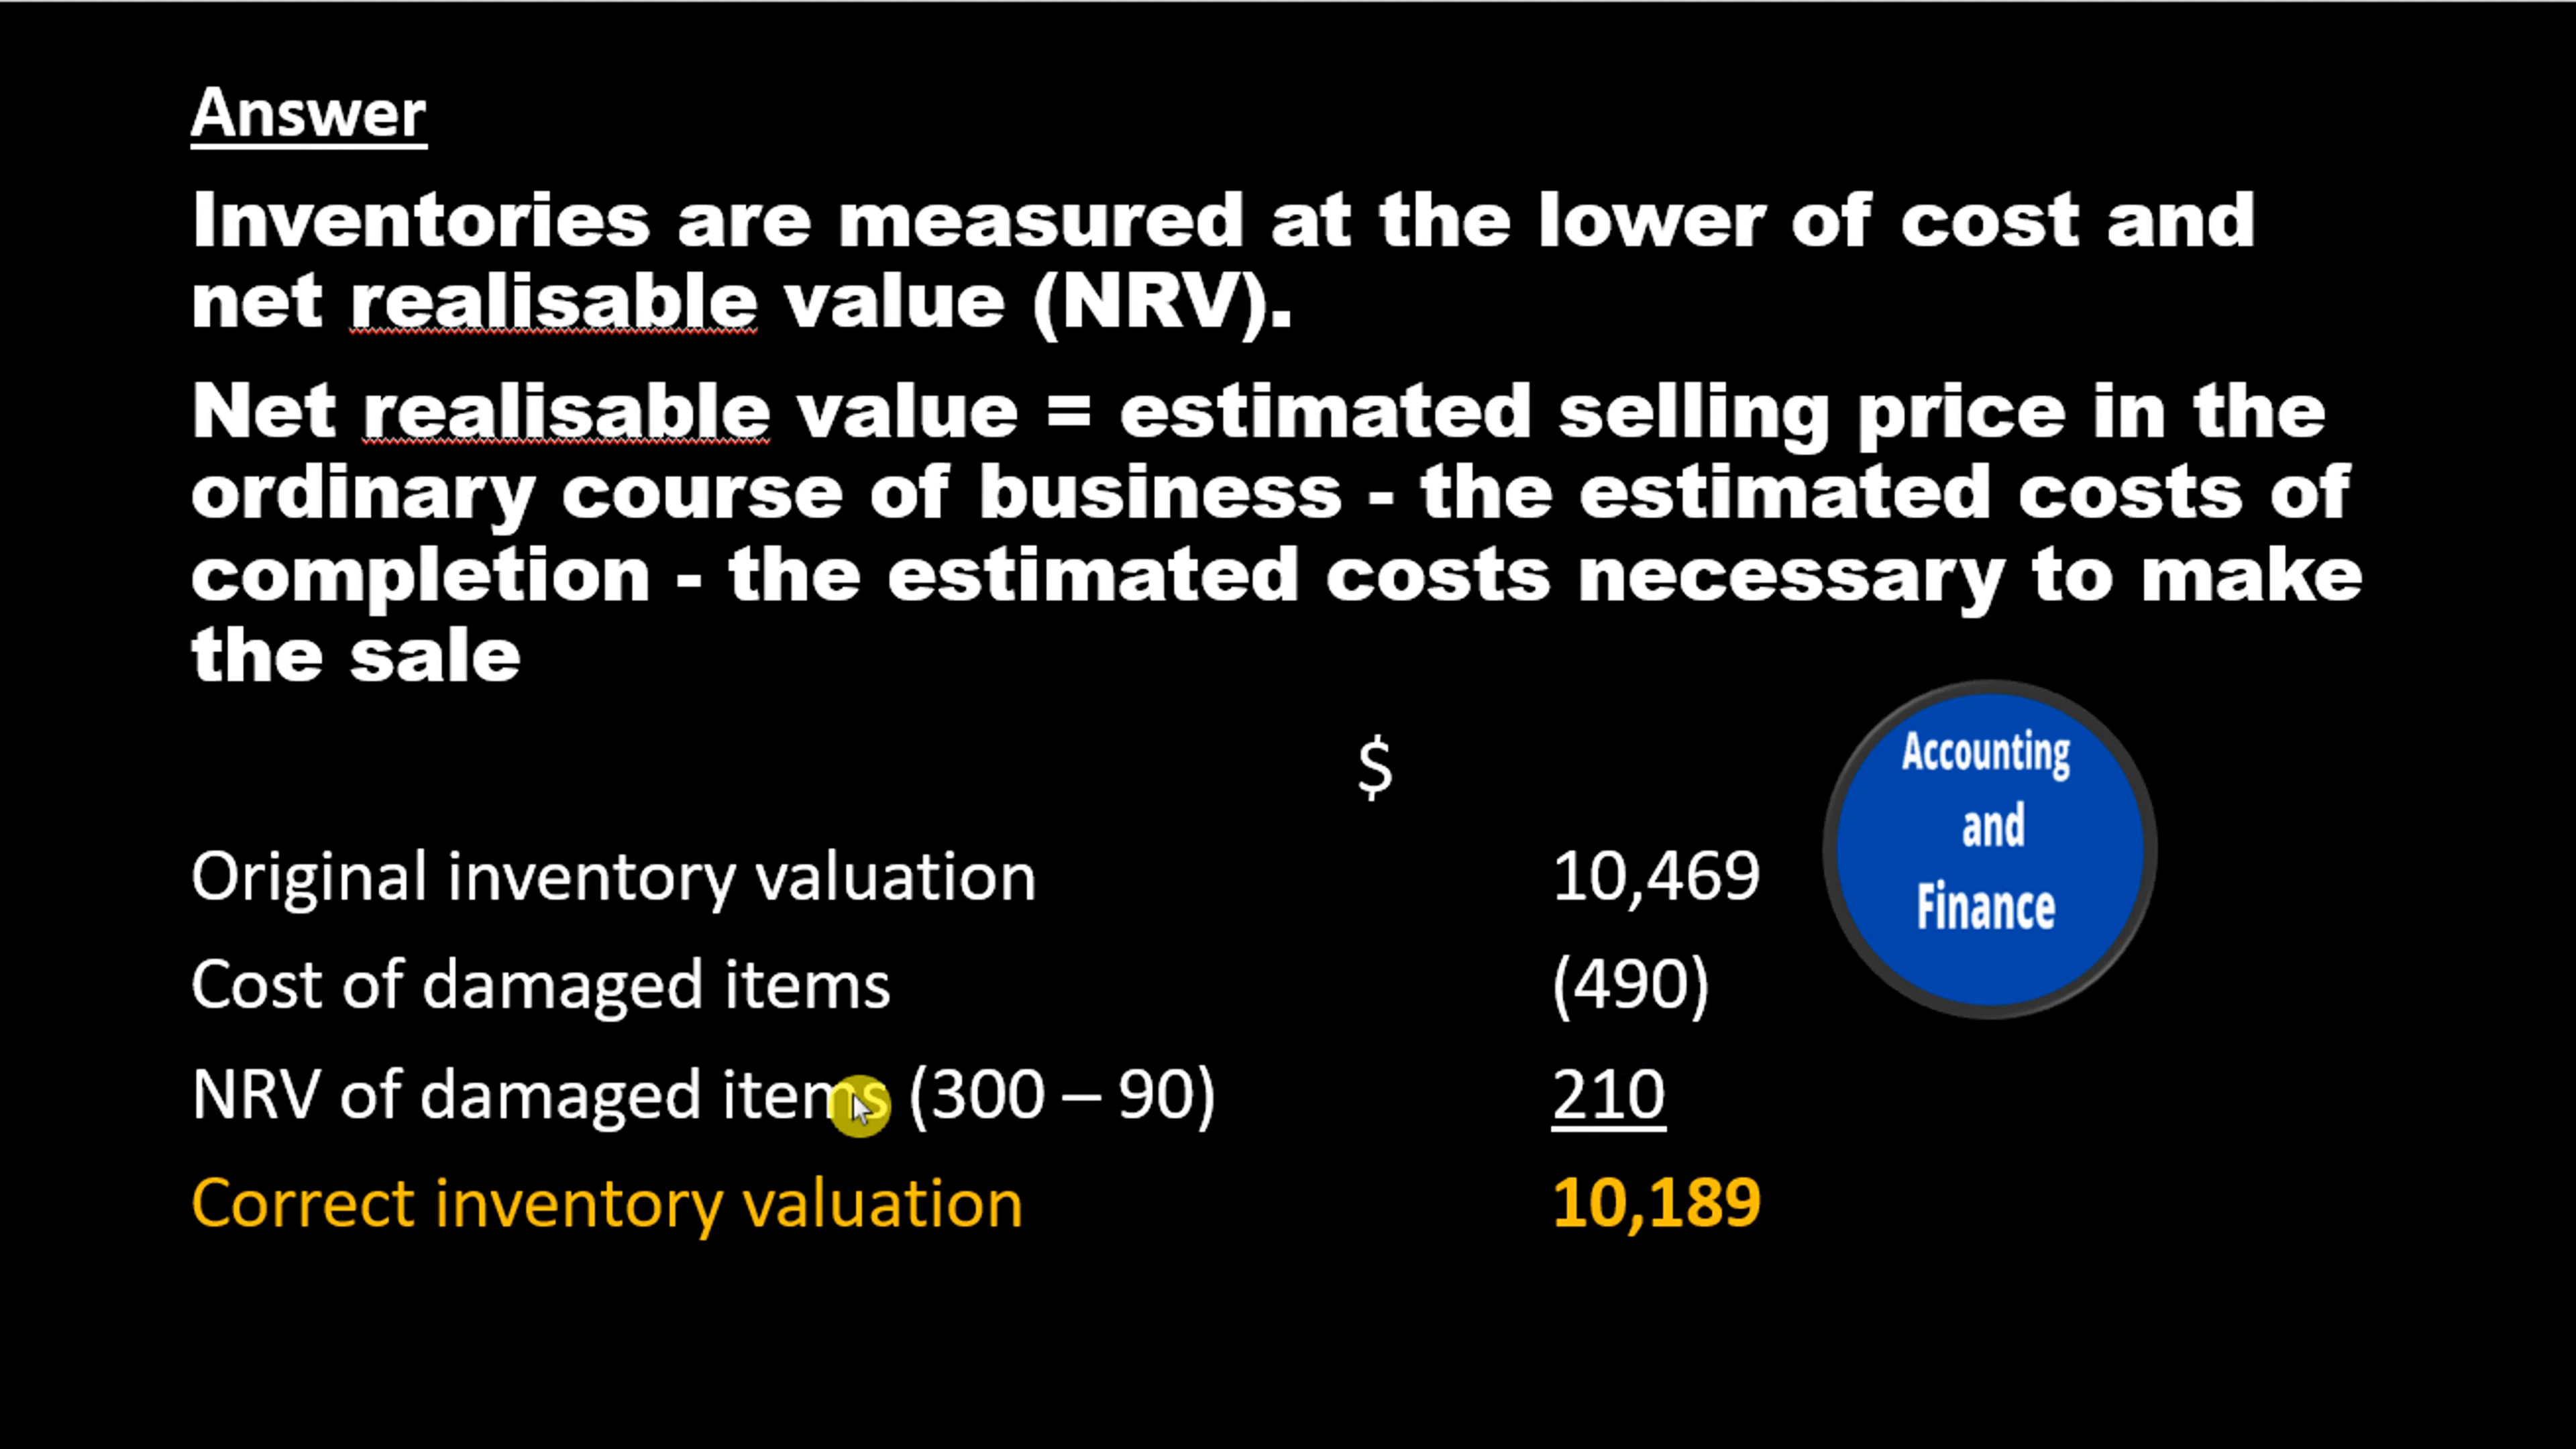 Answer
Inventories are measured at the lower of cost and
net realisable value (NRV).
Net realisable value = estimated selling price in the
ordinary course of business - the estimated costs of
completion - the estimated costs necessary to make
the sale
$
Original inventory valuation 10,469
Cost of damaged items (490)
NRV of damaged items (300 – 90) 210
Correct inventory valuation 10,189
Accounting
and
Finance